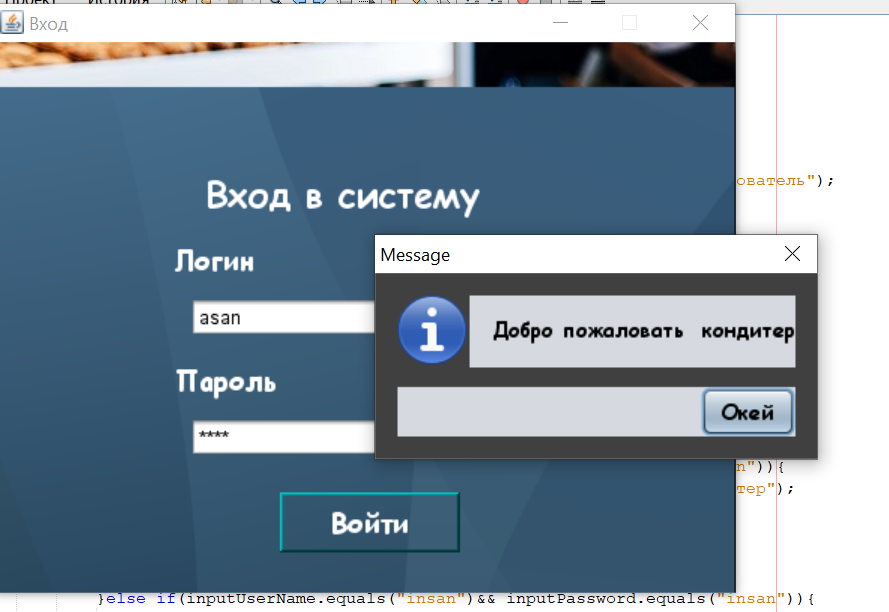 История
Вход
ователь");
Вход в систему
Message
Логин
asan
Добро пожаловать кондитер
Пароль
****
Окей
n")){
тер");
Войти
}else if(inputUserName.equals("insan")&& inputPassword.equals("insan")){